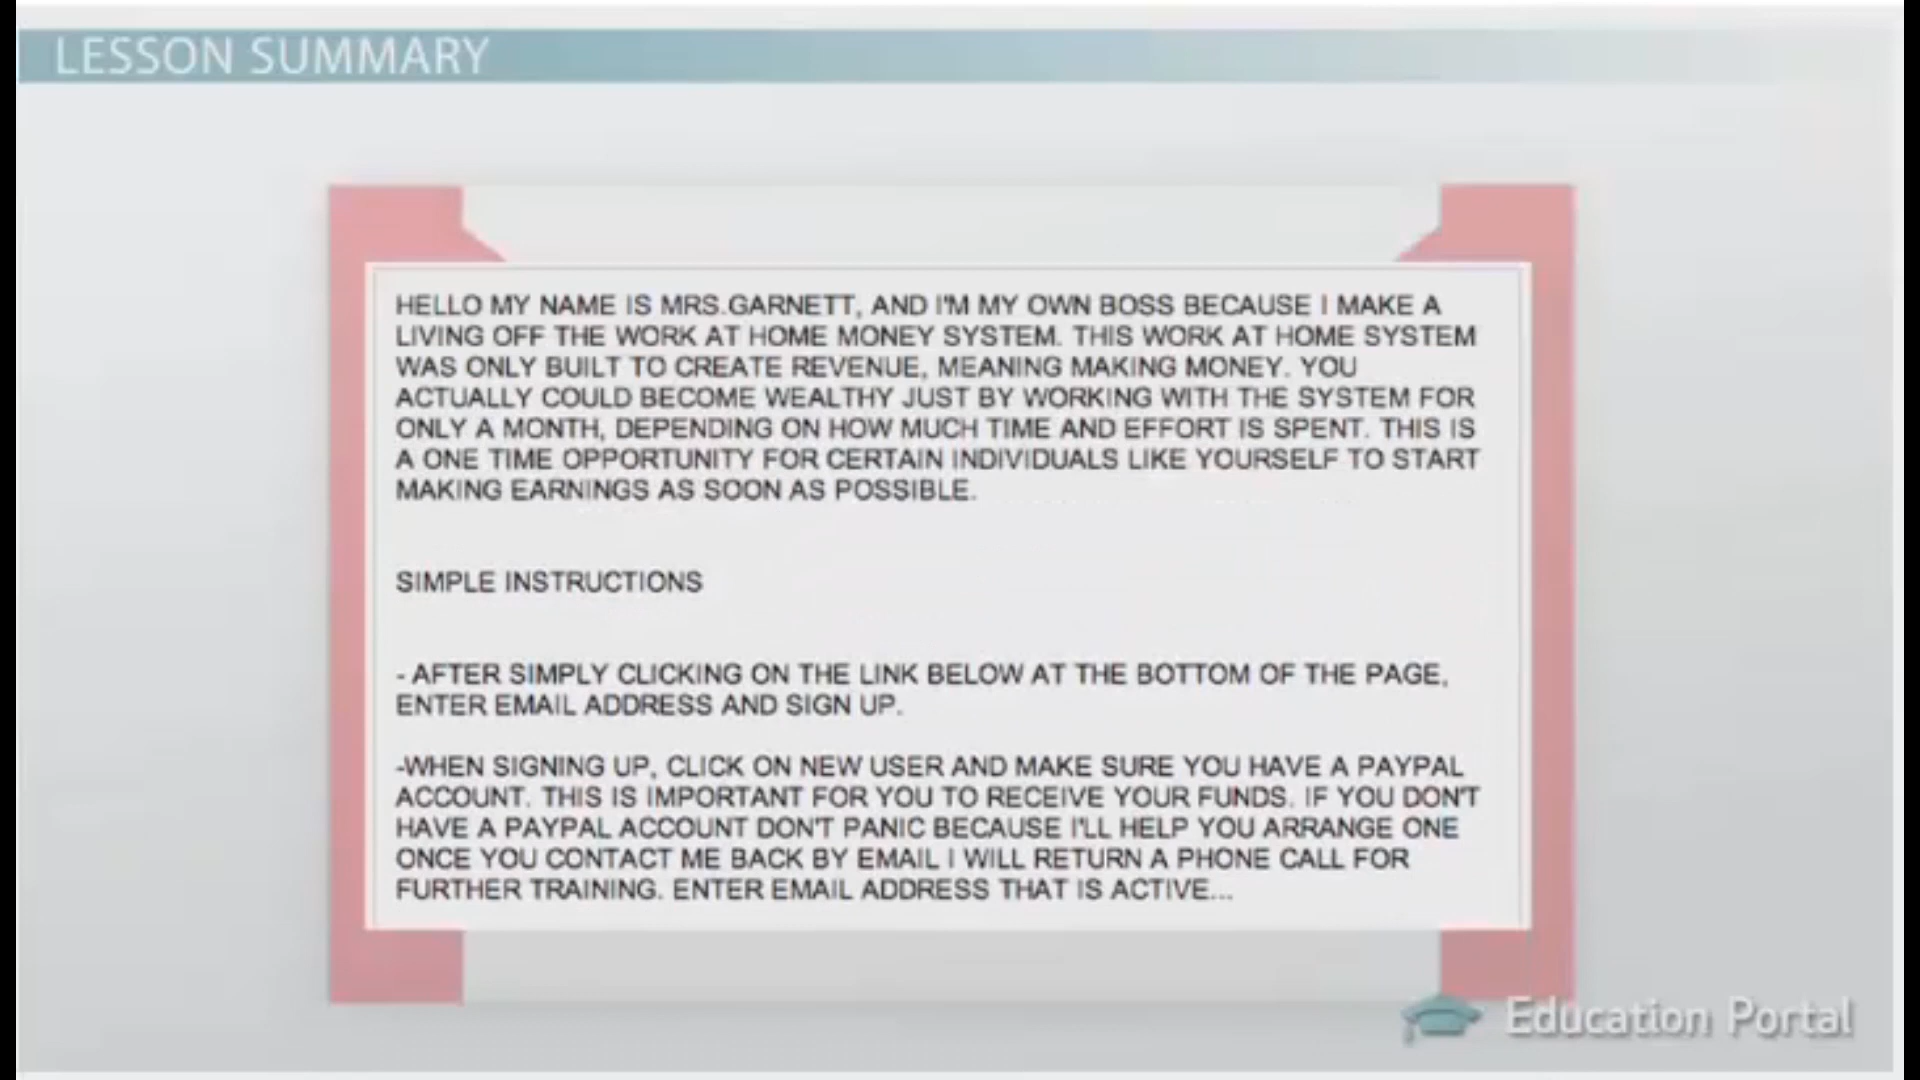 LESSON SUMMARY
HELLO MY NAME IS MRS.GARNETT, AND I'M MY OWN BOSS BECAUSE I MAKE A
LIVING OFF THE WORK AT HOME MONEY SYSTEM. THIS WORK AT HOME SYSTEM
WAS ONLY BUILT TO CREATE REVENUE, MEANING MAKING MONEY. YOU
ACTUALLY COULD BECOME WEALTHY JUST BY WORKING WITH THE SYSTEM FOR
ONLY A MONTH, DEPENDING ON HOW MUCH TIME AND EFFORT IS SPENT. THIS IS
A ONE TIME OPPORTUNITY FOR CERTAIN INDIVIDUALS LIKE YOURSELF TO START
MAKING EARNINGS AS SOON AS POSSIBLE.
SIMPLE INSTRUCTIONS
- AFTER SIMPLY CLICKING ON THE LINK BELOW AT THE BOTTOM OF THE PAGE,
ENTER EMAIL ADDRESS AND SIGN UP.
-WHEN SIGNING UP, CLICK ON NEW USER AND MAKE SURE YOU HAVE A PAYPAL
ACCOUNT. THIS IS IMPORTANT FOR YOU TO RECEIVE YOUR FUNDS. IF YOU DON'T
HAVE A PAYPAL ACCOUNT DON'T PANIC BECAUSE I'LL HELP YOU ARRANGE ONE
ONCE YOU CONTACT ME BACK BY EMAIL I WILL RETURN A PHONE CALL FOR
FURTHER TRAINING. ENTER EMAIL ADDRESS THAT IS ACTIVE...
Education Portal